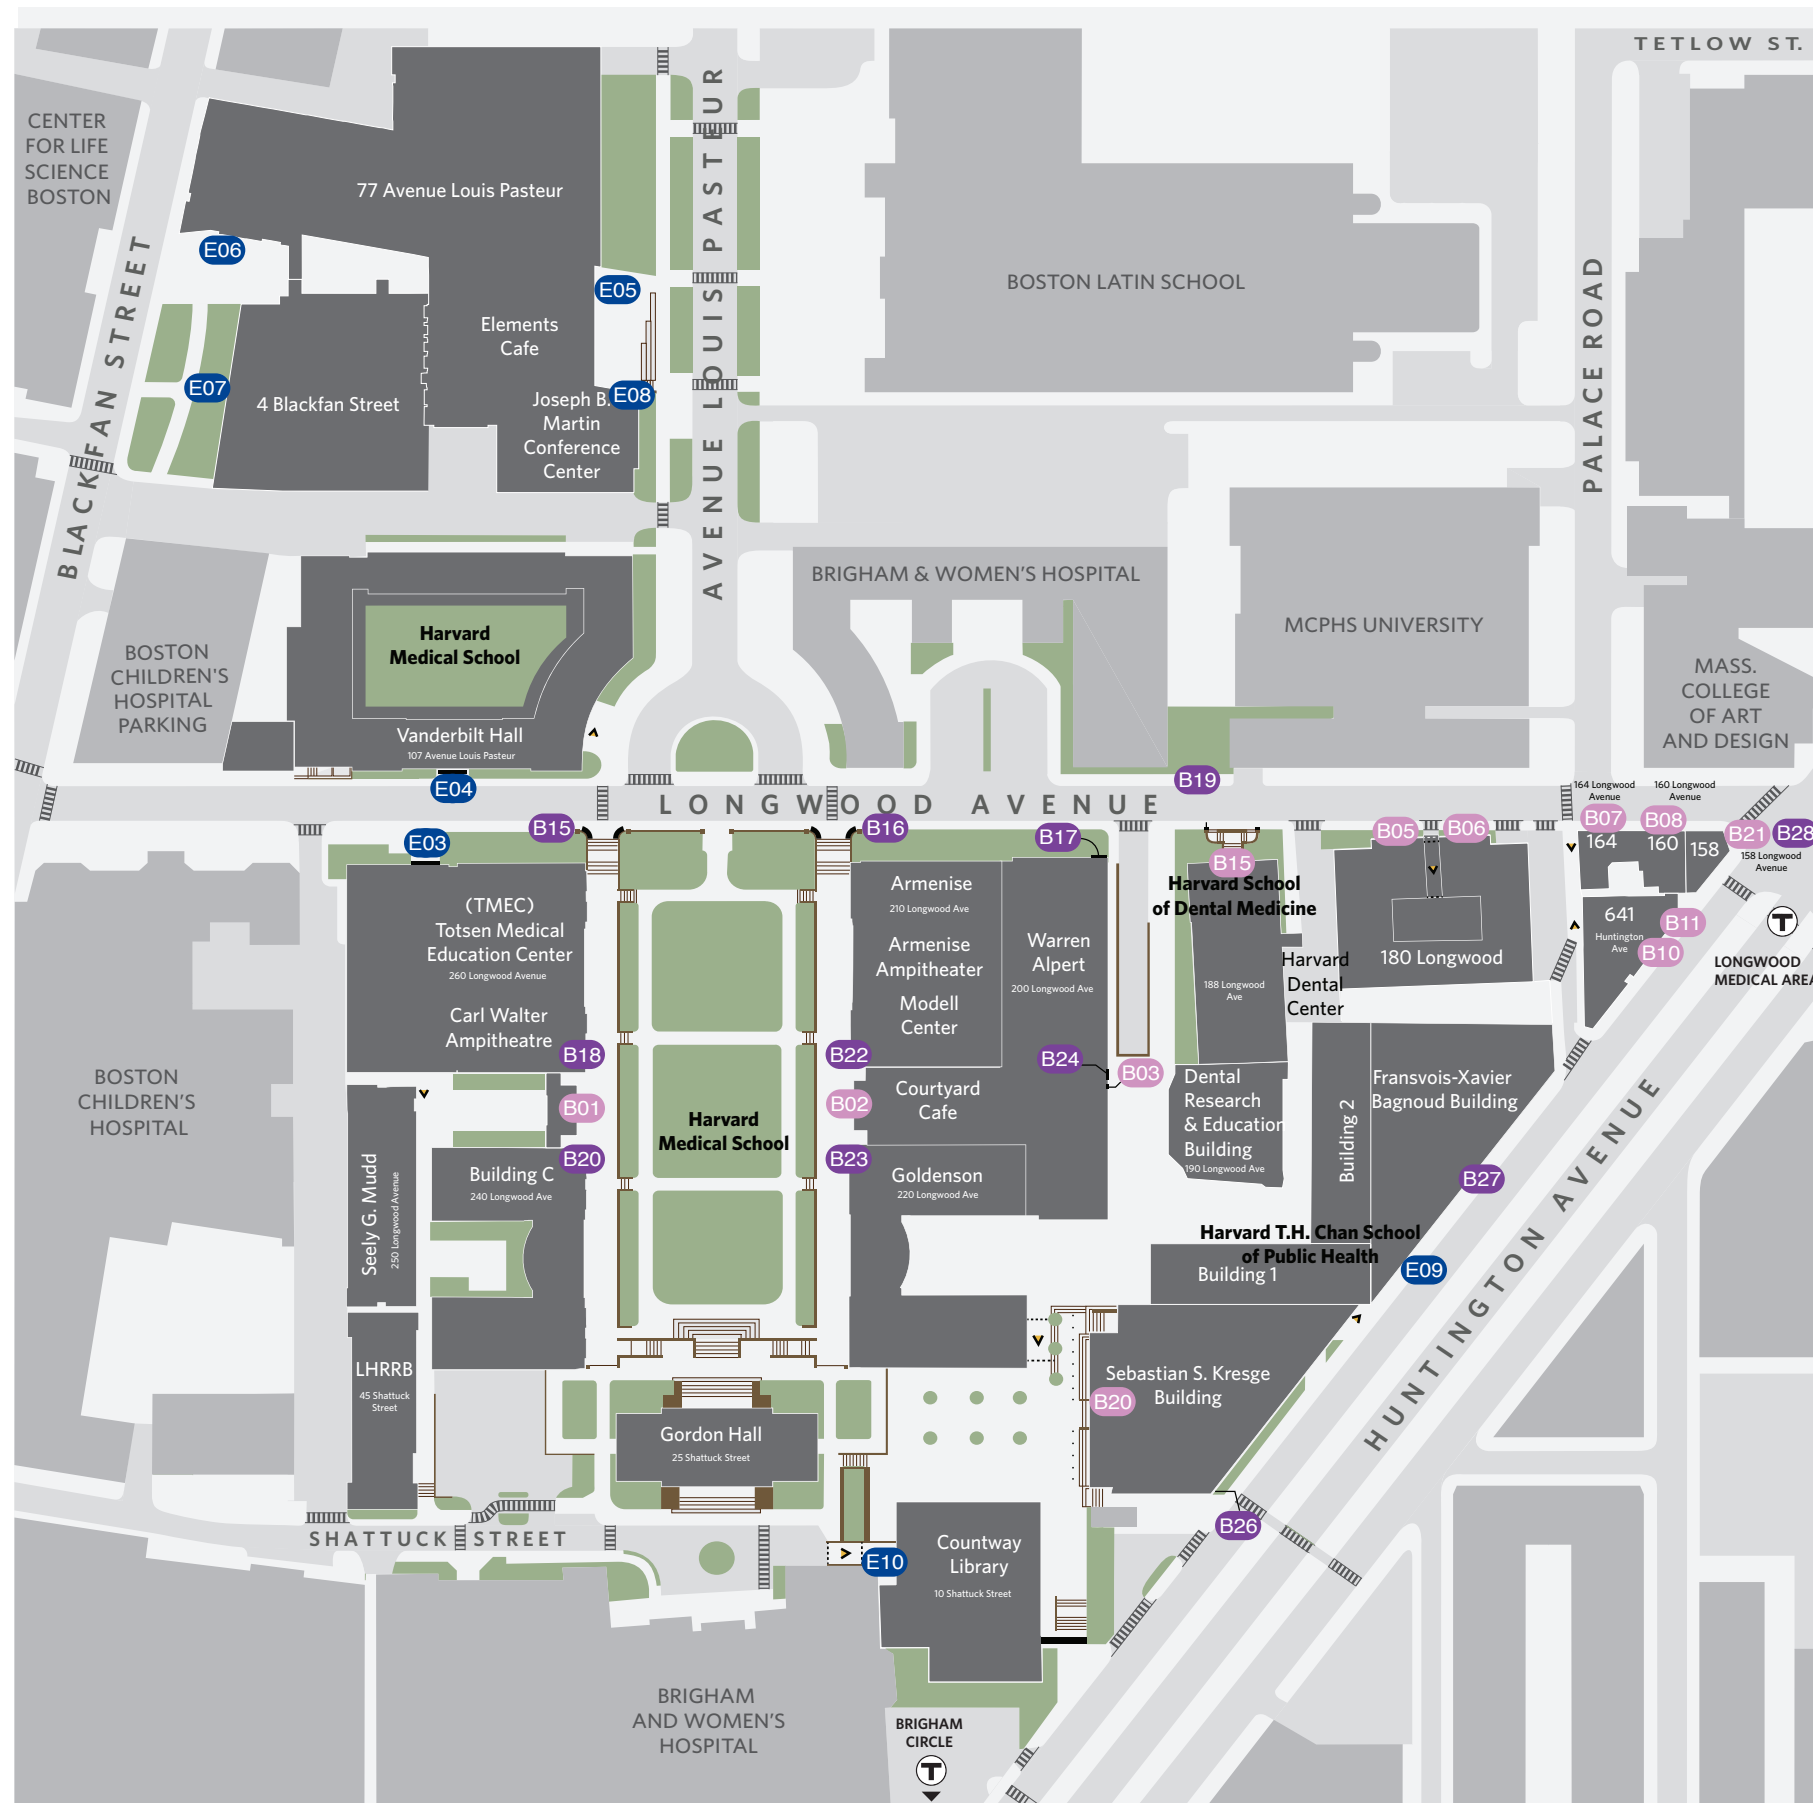 TETLOW ST.
CENTER
FOR LIFE
SCIENCE
BOSTON
77 Avenue Louis Pasteur
E06
E05
BLACKFAN STREET
AVENUE LOUIS PASTEUR
BOSTON LATIN SCHOOL
PALACE ROAD
Elements
Cafe
E07
4 Blackfan Street
E08
Joseph B.
Martin
Conference
Center
BRIGHAM & WOMEN'S HOSPITAL
MCPHS UNIVERSITY
Harvard
Medical School
BOSTON
CHILDREN'S
HOSPITAL
PARKING
MASS.
COLLEGE
OF ART
AND DESIGN
Vanderbilt Hall
107 Avenue Louis Pasteur
E04
B19
LONGWOOD AVENUE
164 Longwood
Avenue
160 Longwood
Avenue
B07
B08
B21
B28
164
160
158
158 Longwood
Avenue
E03
B15
B16
B17
B15
B05
B06
Harvard School
of Dental Medicine
(TMEC)
Totsen Medical
Education Center
260 Longwood Avenue
Carl Walter
Ampitheatre
Armenise
210 Longwood Ave
Armenise
Ampitheater
Modell
Center
Warren
Alpert
200 Longwood Ave
188 Longwood
Ave
Harvard
Dental
Center
180 Longwood
641
Huntington
Ave
B11
B10
T
LONGWOOD
MEDICAL AREA
B18
B22
B24
B03
BOSTON
CHILDREN'S
HOSPITAL
B01
B02
Courtyard
Cafe
Dental
Research
& Education
Building
190 Longwood Ave
Building 2
Fransvois-Xavier
Bagnoud Building
Harvard
Medical School
B20
B23
Seely G. Mudd
250 Longwood Avenue
Building C
240 Longwood Ave
Goldenson
220 Longwood Ave
B27
Harvard T.H. Chan School
of Public Health
Building 1
E09
HUNTINGTON AVENUE
LHRRB
45 Shattuck
Street
Sebastian S. Kresge
Building
B20
Gordon Hall
25 Shattuck Street
B26
SHATTUCK STREET
E10
Countway
Library
10 Shattuck Street
BRIGHAM
AND WOMEN'S
HOSPITAL
BRIGHAM
CIRCLE
T